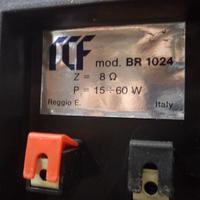 RCF mod. BR 1024
Z = 8 Ω
P = 15÷60 W
Reggio E. Italy